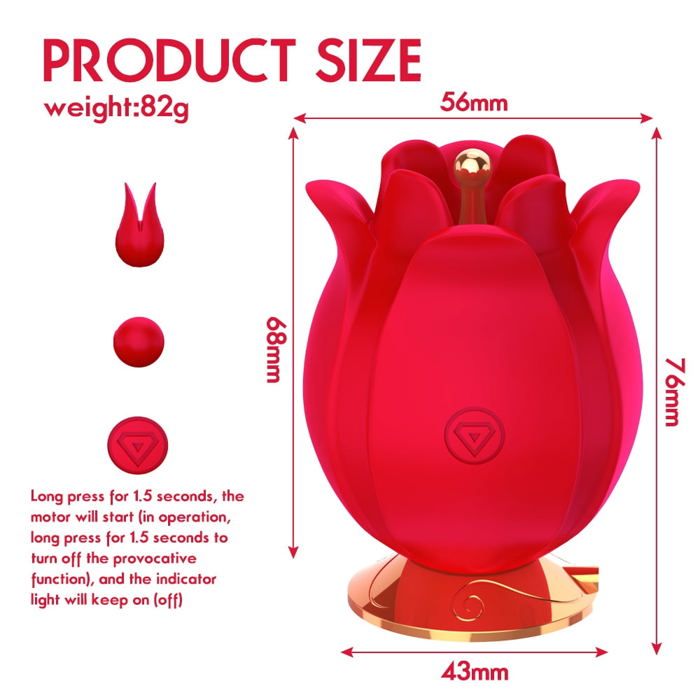 PRODUCT SIZE
weight:82g
56mm
68mm
76mm
Long press for 1.5 seconds, the
motor will start (in operation,
long press for 1.5 seconds to
turn off the provocative
function), and the indicator
light will keep on (off)
43mm